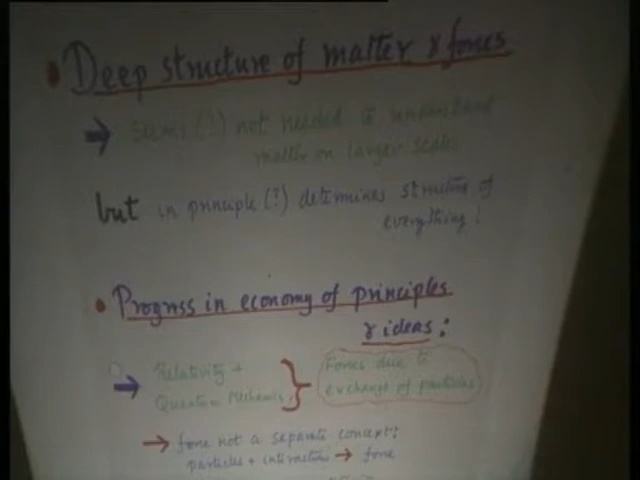 • Deep structure of matter & forces
→ seems (?) not needed to understand
matter on larger scales
but in principle (?) determines structure of
everything!
• Progress in economy of principles
& ideas:
→ Relativity +
Quantum Mechanics } Forces due to
exchange of particles
→ force not a separate concept:
particles + interactions → force